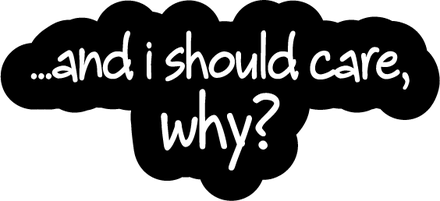 ...and i should care,
why?